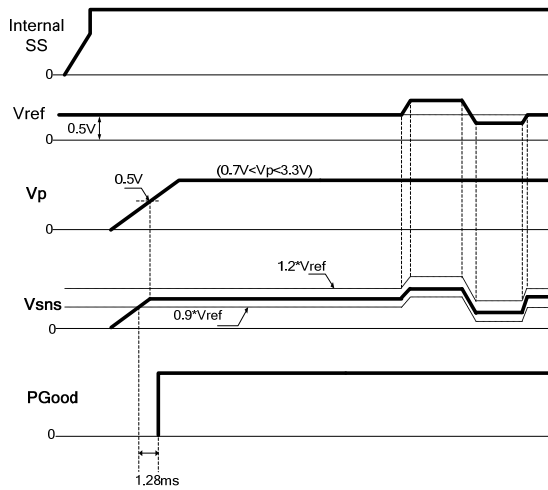 Internal
SS
0
Vref
0.5V
0
0.5V
(0.7V<Vp<3.3V)
Vp
0
1.2*Vref
Vsns
0.9*Vref
0
PGood
0
1.28ms